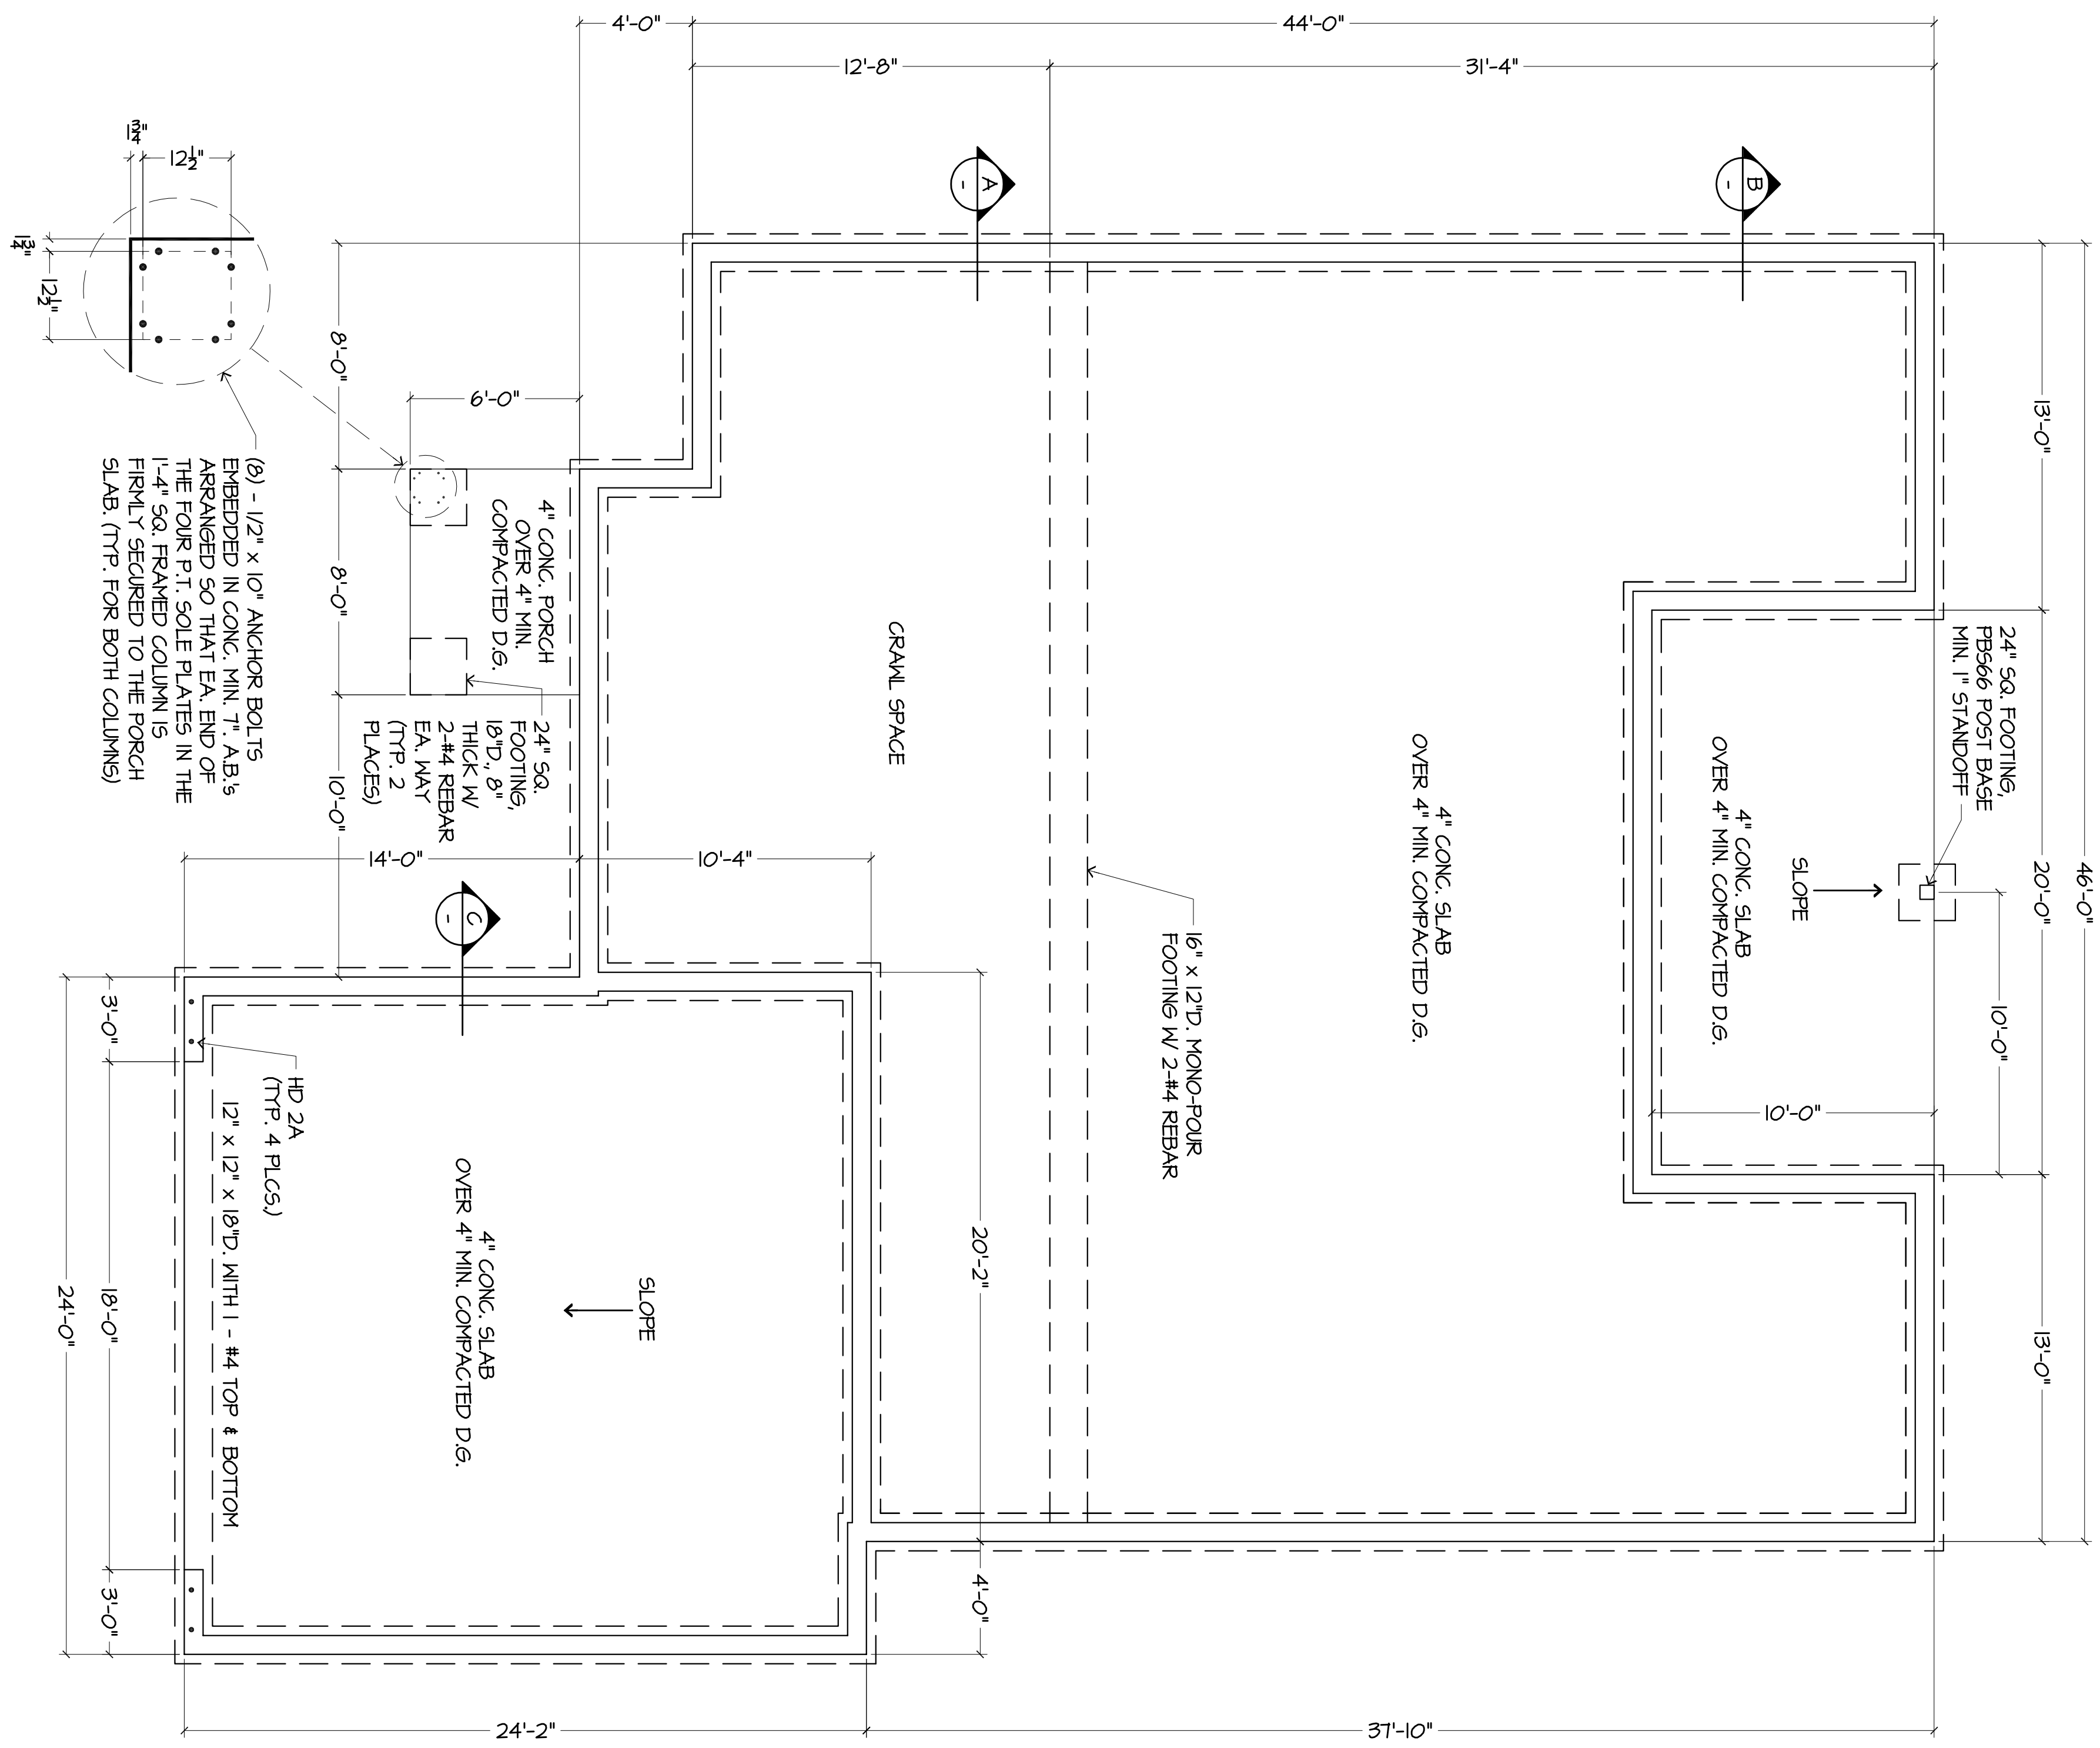 4'-0"
44'-0"
12'-8"
31'-4"
A
-
B
-
1 3/4"
12 1/2"
1 3/4"
12 1/2"
(8) - 1/2" x 10" ANCHOR BOLTS
EMBEDDED IN CONC. MIN. 7". A.B.'s
ARRANGED SO THAT EA. END OF
THE FOUR P.T. SOLE PLATES IN THE
1'-4" SQ. FRAMED COLUMN IS
FIRMLY SECURED TO THE PORCH
SLAB. (TYP. FOR BOTH COLUMNS)
8'-0"
8'-0"
10'-0"
6'-0"
4" CONC. PORCH
OVER 4" MIN.
COMPACTED D.G.
24" SQ.
FOOTING,
18"D., 8"
THICK W/
2-#4 REBAR
EA. WAY
(TYP. 2
PLACES)
CRAWL SPACE
4" CONC. SLAB
OVER 4" MIN. COMPACTED D.G.
4" CONC. SLAB
OVER 4" MIN. COMPACTED D.G.
SLOPE
24" SQ. FOOTING,
PBS66 POST BASE
MIN. 1" STANDOFF
13'-0"
20'-0"
13'-0"
46'-0"
10'-0"
10'-0"
16" x 12"D. MONO-POUR
FOOTING W/ 2-#4 REBAR
14'-0"
10'-4"
C
-
20'-2"
4'-0"
HD 2A
(TYP. 4 PLCS.)
12" x 12" x 18"D. WITH 1 - #4 TOP & BOTTOM
4" CONC. SLAB
OVER 4" MIN. COMPACTED D.G.
SLOPE
3'-0"
18'-0"
3'-0"
24'-0"
24'-2"
37'-10"